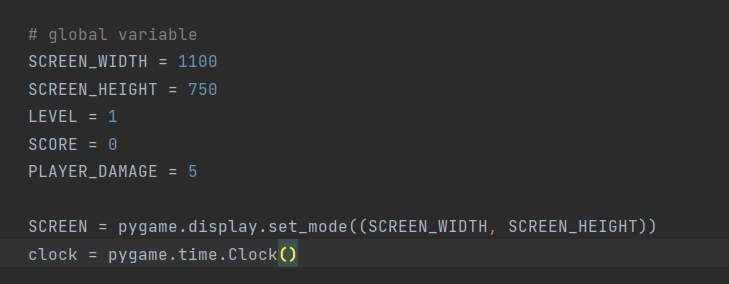 # global variable
SCREEN_WIDTH = 1100
SCREEN_HEIGHT = 750
LEVEL = 1
SCORE = 0
PLAYER_DAMAGE = 5
SCREEN = pygame.display.set_mode((SCREEN_WIDTH, SCREEN_HEIGHT))
clock = pygame.time.Clock()